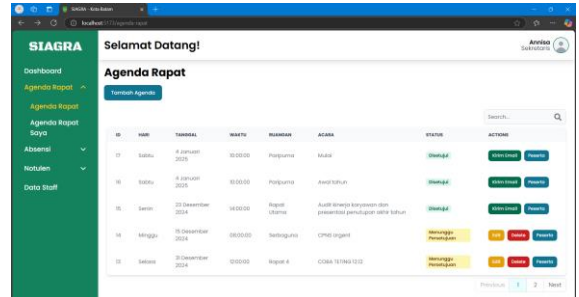 SIAGRA - Kota Batam
localhost:5173/agenda-rapat
SIAGRA
Selamat Datang!
Annisa
Sekretaris
Dashboard
Agenda Rapat
Agenda Rapat
Agenda Rapat Saya
Absensi
Notulen
Data Staff
Agenda Rapat
Tambah Agenda
Search...
ID HARI TANGGAL WAKTU RUANGAN ACARA STATUS ACTIONS
17 Sabtu 4 Januari 2025 10:00:00 Paripurna Mulai Disetujui Kirim Email Peserta
16 Sabtu 4 Januari 2025 10:00:00 Paripurna Awal tahun Disetujui Kirim Email Peserta
15 Senin 23 Desember 2024 14:00:00 Rapat Utama Audit kinerja karyawan dan presentasi penutupan akhir tahun Disetujui Kirim Email Peserta
14 Minggu 15 Desember 2024 08:00:00 Serbaguna CPNS Urgent Menunggu Persetujuan Edit Delete Peserta
Selasa 31 Desember 2024 10:00:00 Rapat 4 COBA TETING 12.12 Menunggu Persetujuan Edit Delete Peserta
Previous 1 2 Next